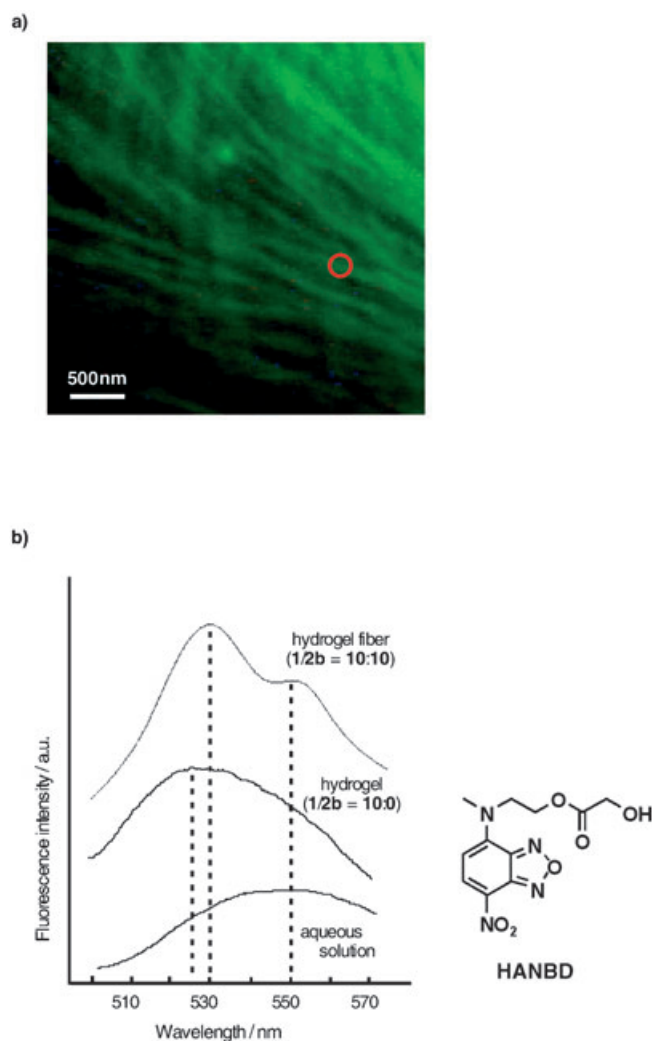 a)
500nm
b)
Fluorescence intensity / a.u.
hydrogel fiber
(1/2b = 10:10)
hydrogel
(1/2b = 10:0)
aqueous
solution
510 530 550 570
Wavelength / nm
N
O
OH
O
N
O
N
NO2
HANBD